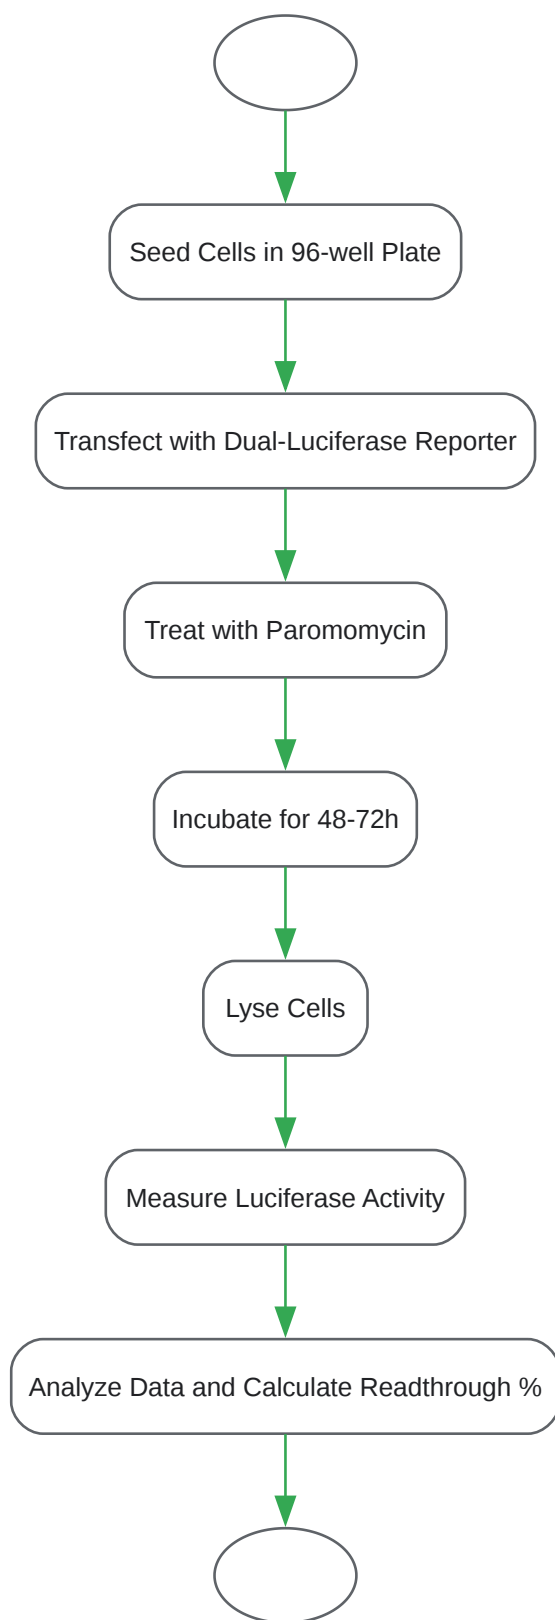 Seed Cells in 96-well Plate
Transfect with Dual-Luciferase Reporter
Treat with Paromomycin
Incubate for 48-72h
Lyse Cells
Measure Luciferase Activity
Analyze Data and Calculate Readthrough %